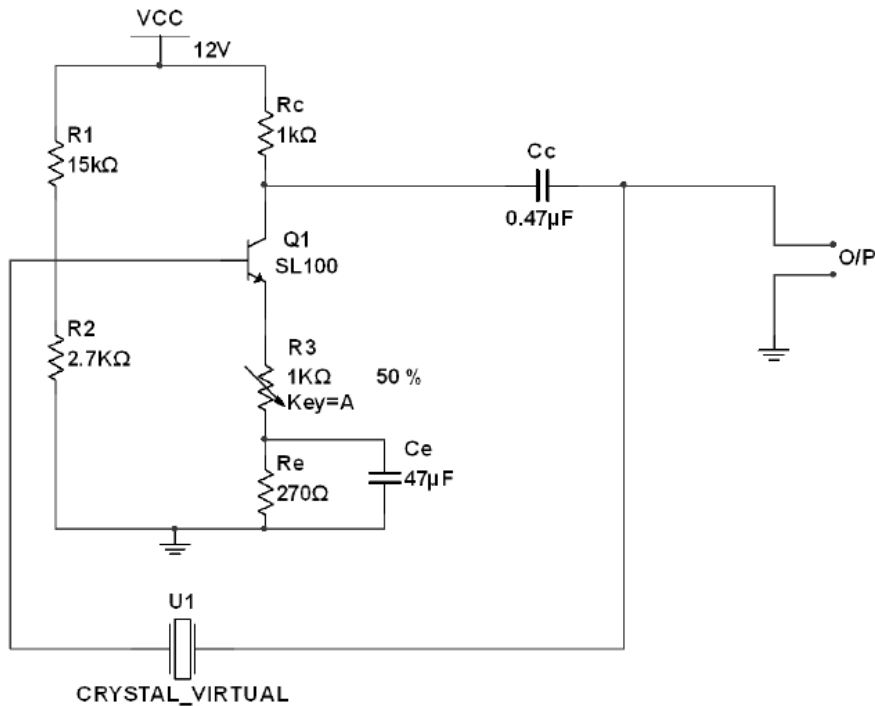 VCC
12V
Rc
1kΩ
R1
15kΩ
Cc
0.47µF
Q1
SL100
O/P
R2
2.7KΩ
R3
1KΩ
50 %
Key=A
Ce
47µF
Re
270Ω
U1
CRYSTAL_VIRTUAL